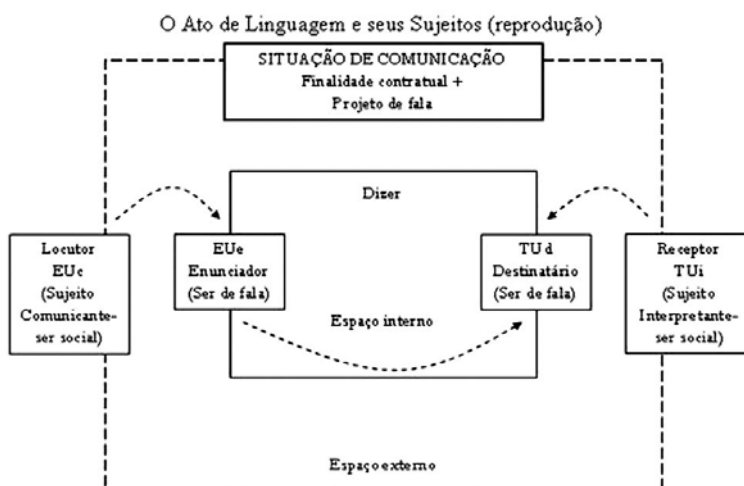 O Ato de Linguagem e seus Sujeitos (reprodução)
SITUAÇÃO DE COMUNICAÇÃO
Finalidade contratual +
Projeto de fala
Dizer
Locutor
EUc
(Sujeito
Comunicante-
ser social)
EUe
Enunciador
(Ser de fala)
TUd
Destinatário
(Ser de fala)
Receptor
TUi
(Sujeito
Interpretante-
ser social)
Espaço interno
Espaço externo